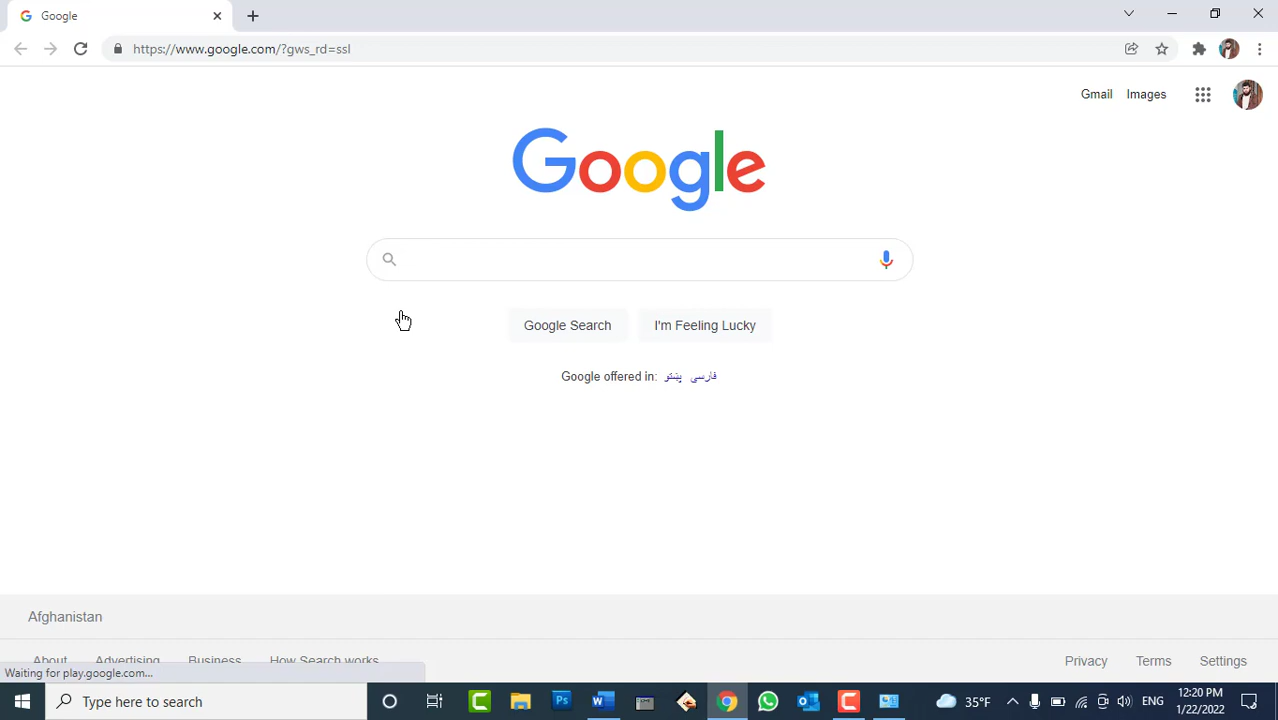 Google
https://www.google.com/?gws_rd=ssl
Gmail Images
Google
Google Search I'm Feeling Lucky
Google offered in: پښتو فارسی
Afghanistan
About Advertising Business How Search works Privacy Terms Settings
Waiting for play.google.com...
Type here to search
35°F
ENG
12:20 PM
1/22/2022